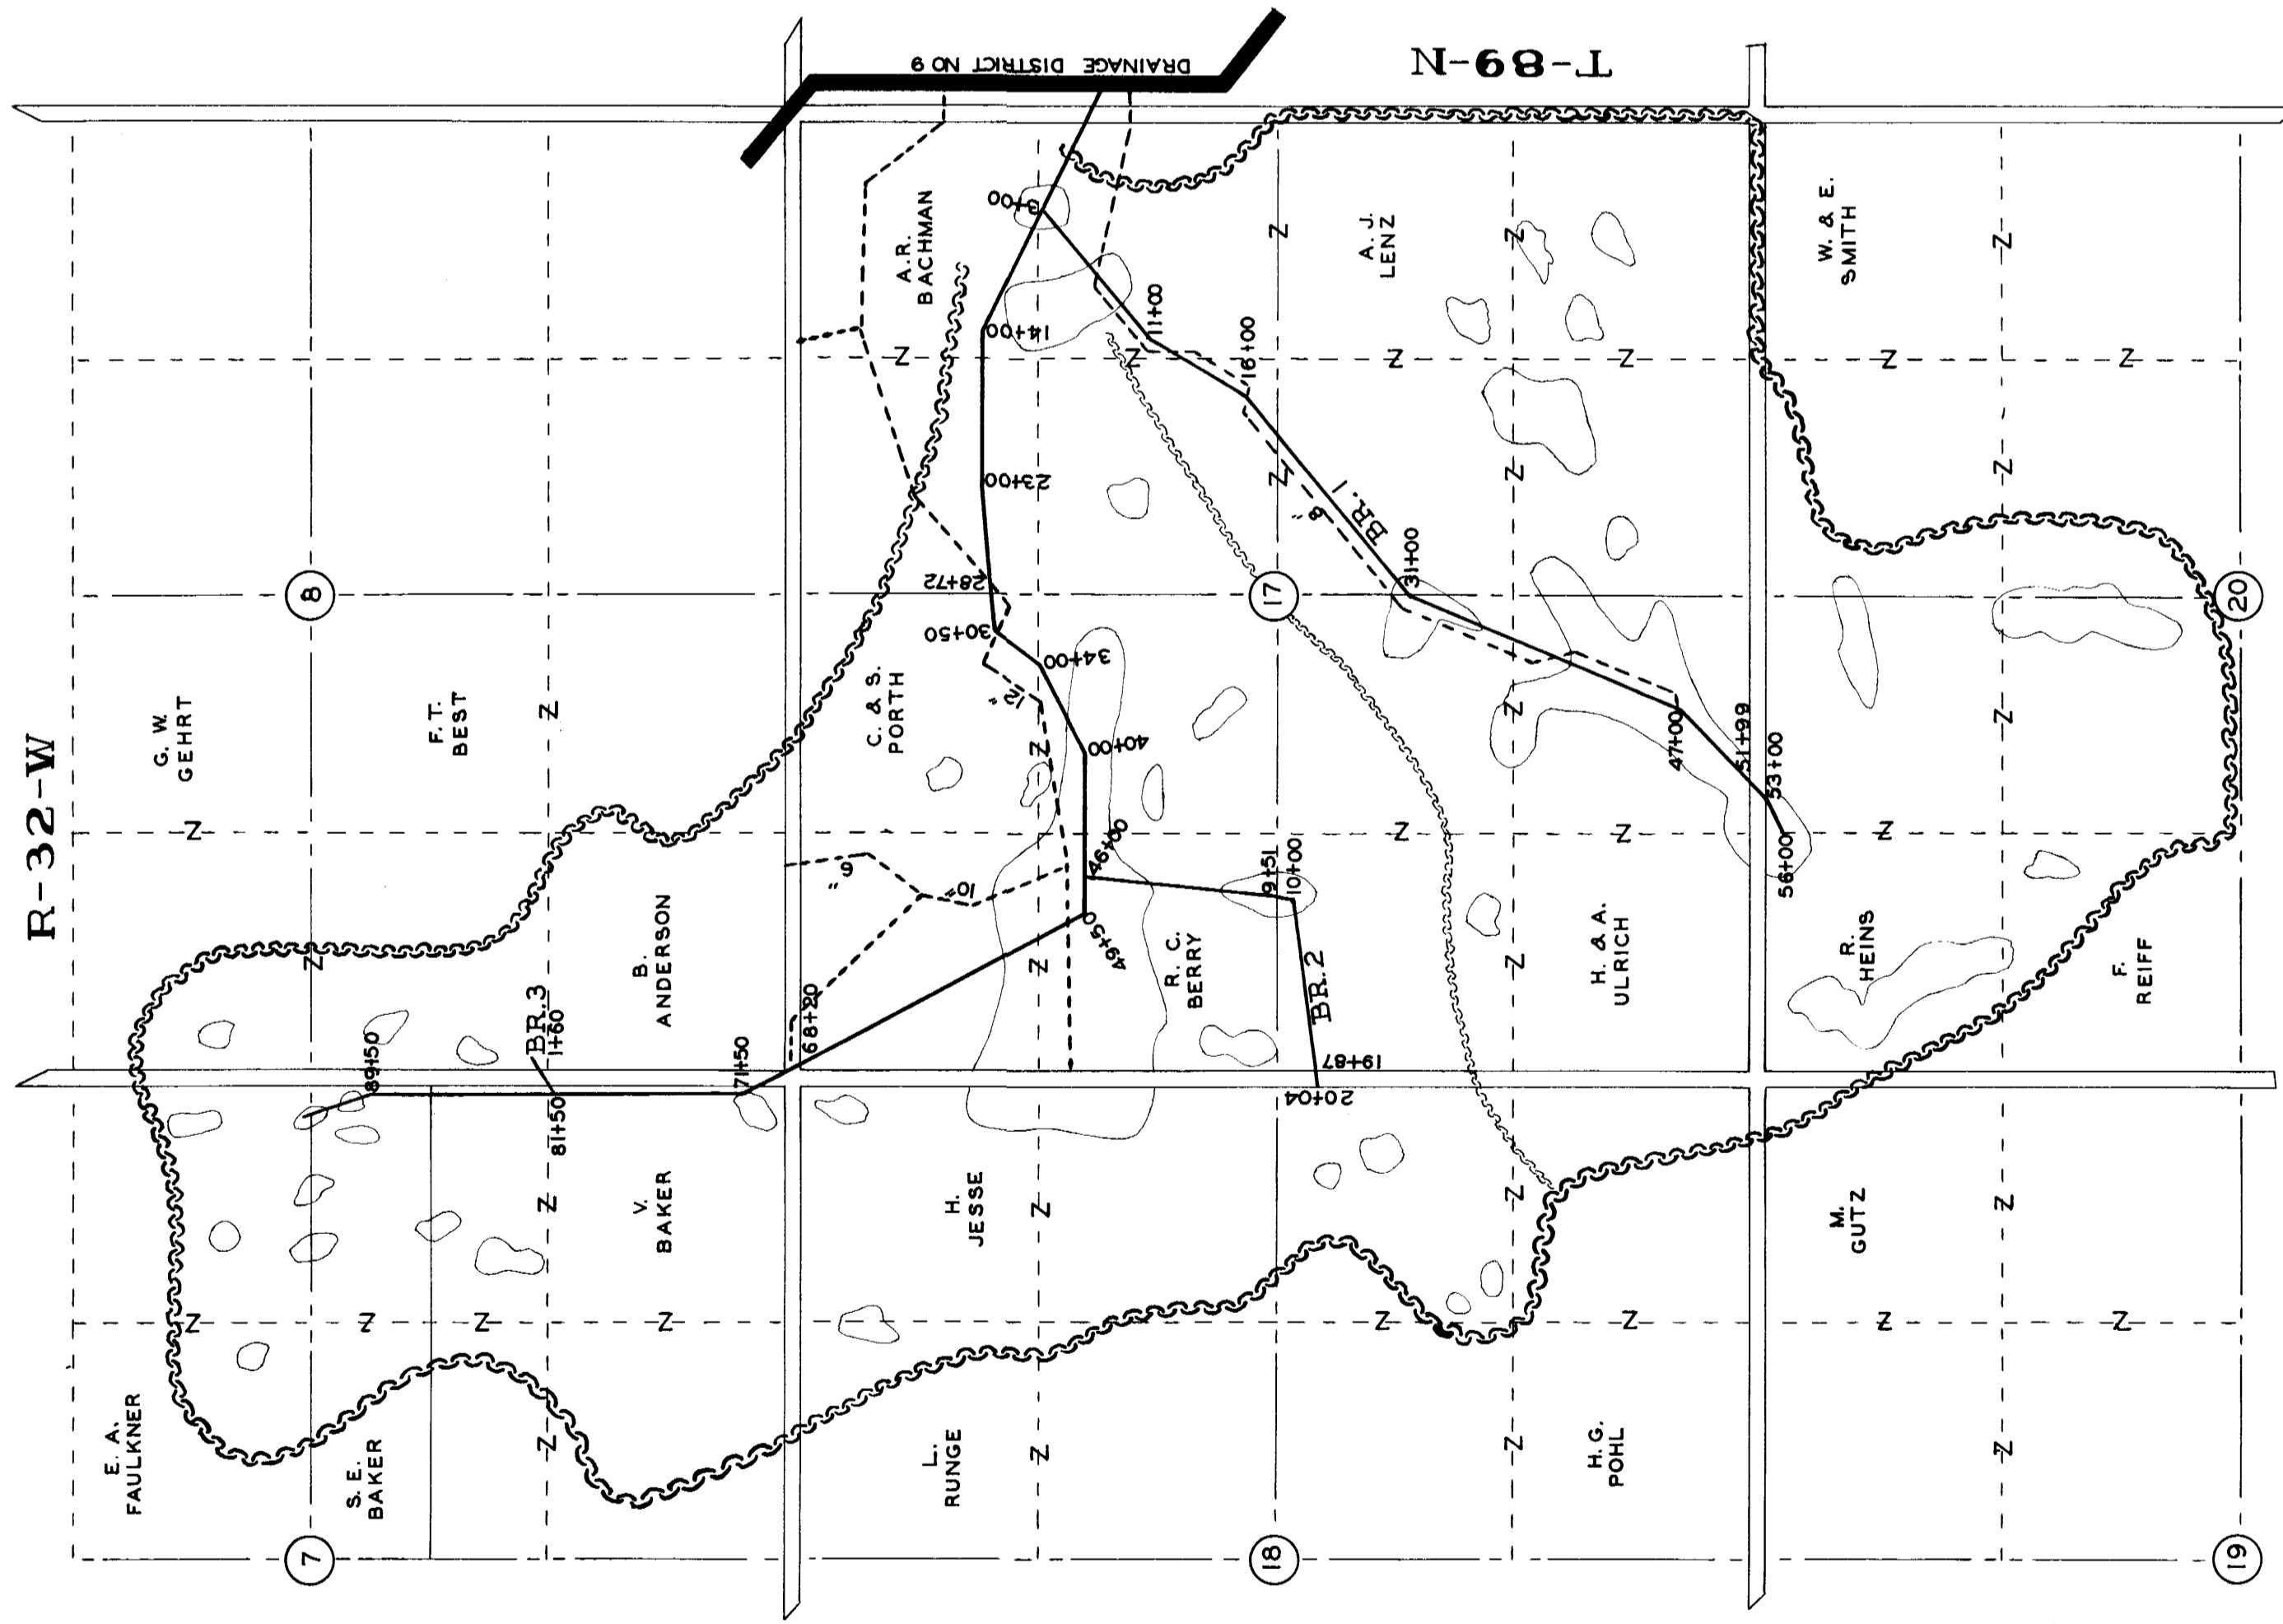 R-32-W
T-89-N
DRAINAGE DISTRICT NO 9
8
G. W.
GEHRT
F. T.
BEST
B.
ANDERSON
E. A.
FAULKNER
S. E.
BAKER
V.
BAKER
7
BR. 3
1+60
89+50
81+50
71+50
68+20
A.R.
BACHMAN
C. & S.
PORTH
R. C.
BERRY
A. J.
LENZ
H. & A.
ULRICH
17
3+00
14+00
23+00
28+72
30+50
34+00
40+00
46+00
49+50
12"
10"
6"
8"
BR. 1
11+00
16+00
31+00
47+00
51+99
53+00
56+00
BR. 2
9+51
10+00
19+87
20+04
H.
JESSE
L.
RUNGE
H. G.
POHL
18
W. & E.
SMITH
R.
HEINS
F.
REIFF
20
M.
GUTZ
19